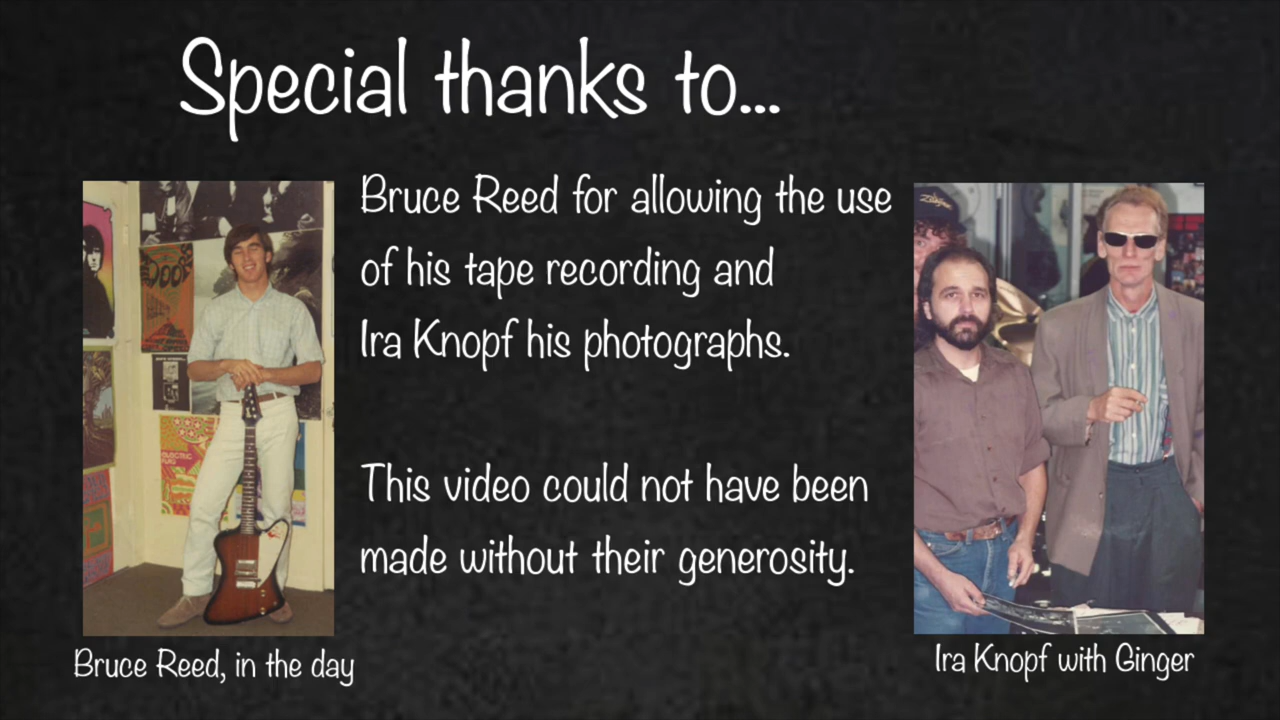 Special thanks to...
Bruce Reed for allowing the use
of his tape recording and
Ira Knopf his photographs.
This video could not have been
made without their generosity.
Bruce Reed, in the day
Ira Knopf with Ginger